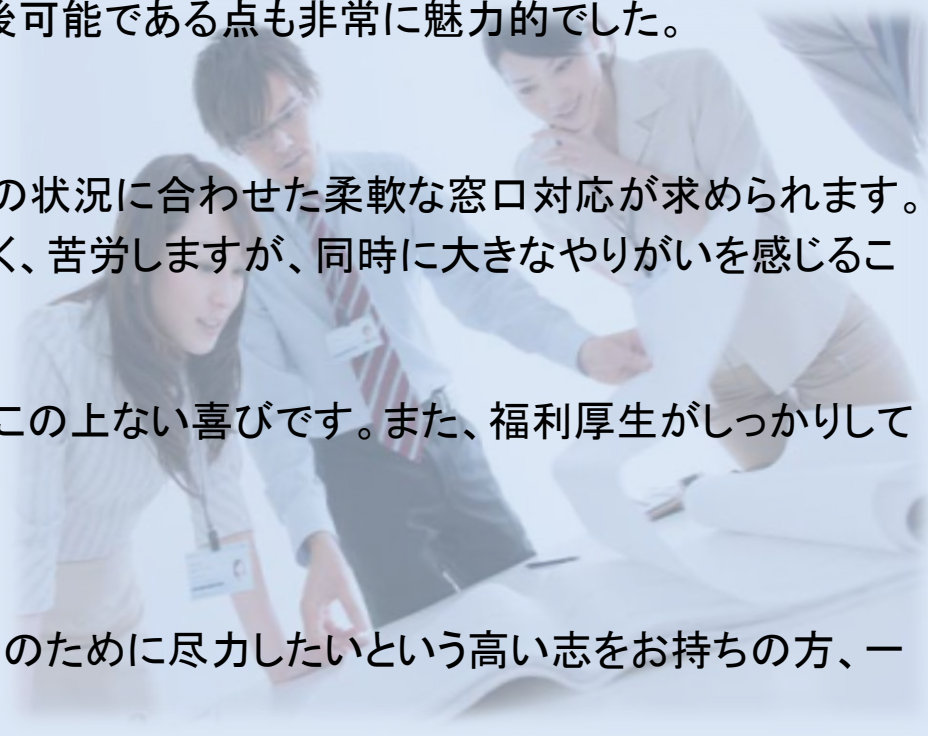 後可能である点も非常に魅力的でした。
の状況に合わせた柔軟な窓口対応が求められます。
く、苦労しますが、同時に大きなやりがいを感じるこ
この上ない喜びです。また、福利厚生がしっかりして
のために尽力したいという高い志をお持ちの方、一